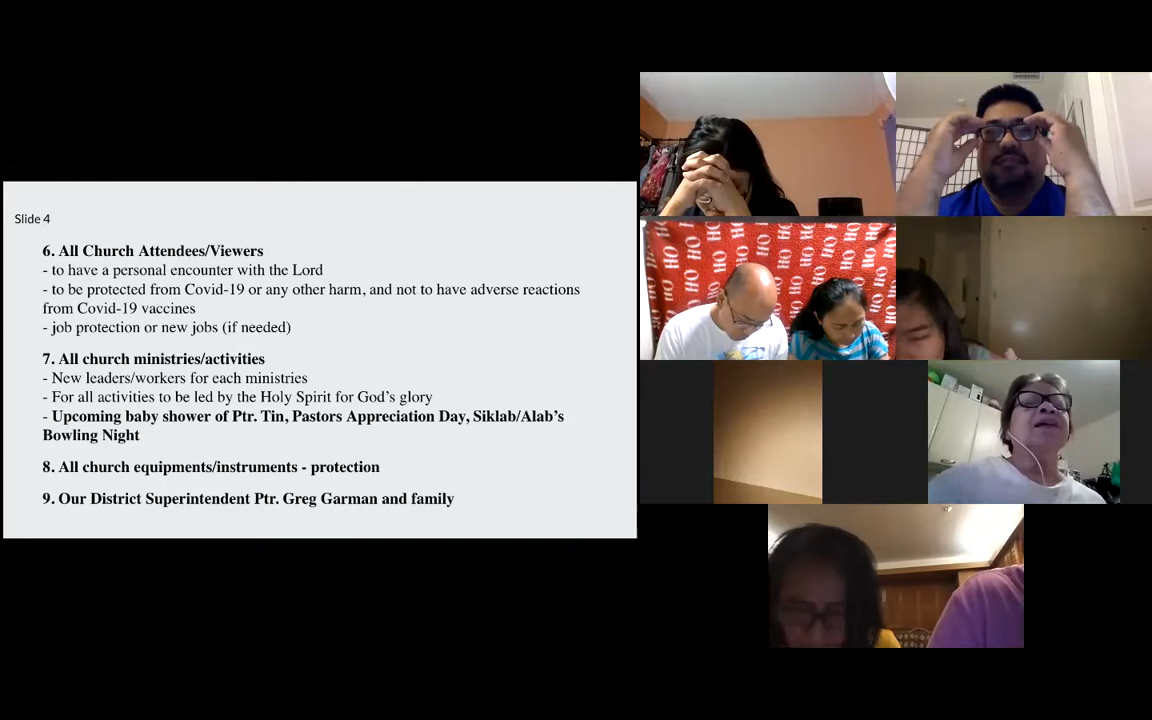 Slide 4
6. All Church Attendees/Viewers
- to have a personal encounter with the Lord
- to be protected from Covid-19 or any other harm, and not to have adverse reactions
from Covid-19 vaccines
- job protection or new jobs (if needed)
7. All church ministries/activities
- New leaders/workers for each ministries
- For all activities to be led by the Holy Spirit for God’s glory
- Upcoming baby shower of Ptr. Tin, Pastors Appreciation Day, Siklab/Alab’s
Bowling Night
8. All church equipments/instruments - protection
9. Our District Superintendent Ptr. Greg Garman and family
HO HO HO HO HO